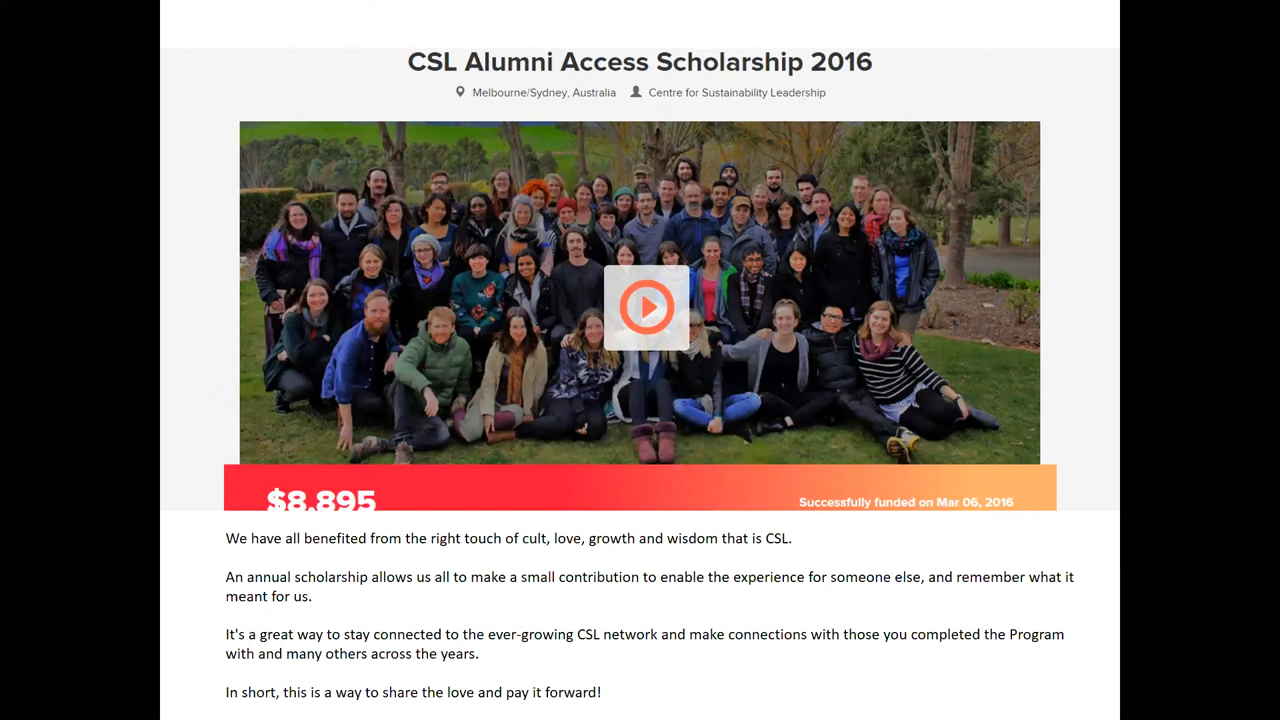 CSL Alumni Access Scholarship 2016
Melbourne/Sydney, Australia Centre for Sustainability Leadership
$8,895
Successfully funded on Mar 06, 2016
We have all benefited from the right touch of cult, love, growth and wisdom that is CSL.
An annual scholarship allows us all to make a small contribution to enable the experience for someone else, and remember what it
meant for us.
It's a great way to stay connected to the ever-growing CSL network and make connections with those you completed the Program
with and many others across the years.
In short, this is a way to share the love and pay it forward!